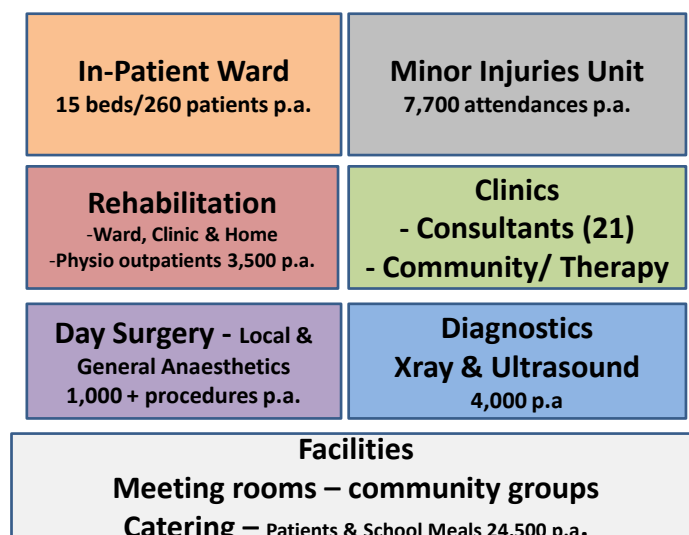 In-Patient Ward
15 beds/260 patients p.a.
Minor Injuries Unit
7,700 attendances p.a.
Rehabilitation
-Ward, Clinic & Home
-Physio outpatients 3,500 p.a.
Clinics
- Consultants (21)
- Community/ Therapy
Day Surgery - Local &
General Anaesthetics
1,000 + procedures p.a.
Diagnostics
Xray & Ultrasound
4,000 p.a
Facilities
Meeting rooms – community groups
Catering – Patients & School Meals 24,500 p.a.